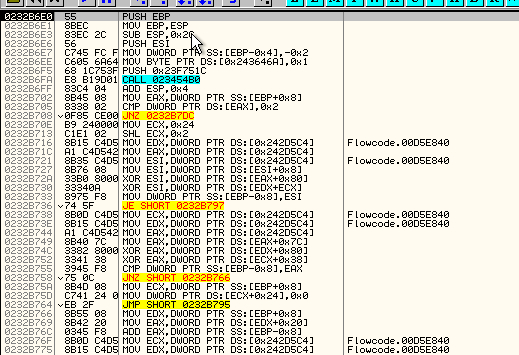 0232B6E0 55 PUSH EBP
0232B6E1 8BEC MOV EBP,ESP
0232B6E3 83EC 2C SUB ESP,0x2C
0232B6E6 56 PUSH ESI
0232B6E7 C745 FC F MOV DWORD PTR SS:[EBP-0x4],-0x2
0232B6EE C605 6A64 MOV BYTE PTR DS:[0x243646A],0x1
0232B6F5 68 1C753F PUSH 0x23F751C
0232B6FA E8 B19D01 CALL 023454B0
0232B6FF 83C4 04 ADD ESP,0x4
0232B702 8B45 08 MOV EAX,DWORD PTR SS:[EBP+0x8]
0232B705 8338 02 CMP DWORD PTR DS:[EAX],0x2
0232B708 0F85 CE00 JNZ 0232B7DC
0232B70E B9 240000 MOV ECX,0x24
0232B713 C1E1 02 SHL ECX,0x2
0232B716 8B15 C4D5 MOV EDX,DWORD PTR DS:[0x242D5C4] Flowcode.00D5E840
0232B71C A1 C4D542 MOV EAX,DWORD PTR DS:[0x242D5C4]
0232B721 8B35 C4D5 MOV ESI,DWORD PTR DS:[0x242D5C4] Flowcode.00D5E840
0232B727 8B76 08 MOV ESI,DWORD PTR DS:[ESI+0x8]
0232B72A 33B0 8000 XOR ESI,DWORD PTR DS:[EAX+0x80]
0232B730 33340A XOR ESI,DWORD PTR DS:[EDX+ECX]
0232B733 8975 F8 MOV DWORD PTR SS:[EBP-0x8],ESI
0232B736 74 5F JE SHORT 0232B797
0232B738 8B0D C4D5 MOV ECX,DWORD PTR DS:[0x242D5C4] Flowcode.00D5E840
0232B73E 8B15 C4D5 MOV EDX,DWORD PTR DS:[0x242D5C4] Flowcode.00D5E840
0232B744 A1 C4D542 MOV EAX,DWORD PTR DS:[0x242D5C4]
0232B749 8B40 7C MOV EAX,DWORD PTR DS:[EAX+0x7C]
0232B74C 3382 8000 XOR EAX,DWORD PTR DS:[EDX+0x80]
0232B752 3341 38 XOR EAX,DWORD PTR DS:[ECX+0x38]
0232B755 3945 F8 CMP DWORD PTR SS:[EBP-0x8],EAX
0232B758 75 0C JNZ SHORT 0232B766
0232B75A 8B4D 08 MOV ECX,DWORD PTR SS:[EBP+0x8]
0232B75D C741 24 0 MOV DWORD PTR DS:[ECX+0x24],0x0
0232B764 EB 2F JMP SHORT 0232B795
0232B766 8B55 08 MOV EDX,DWORD PTR SS:[EBP+0x8]
0232B769 8B42 20 MOV EAX,DWORD PTR DS:[EDX+0x20]
0232B76C 0345 F8 ADD EAX,DWORD PTR SS:[EBP-0x8]
0232B76F 8B0D C4D5 MOV ECX,DWORD PTR DS:[0x242D5C4] Flowcode.00D5E840
0232B775 8B15 C4D5 MOV EDX,DWORD PTR DS:[0x242D5C4] Flowcode.00D5E840